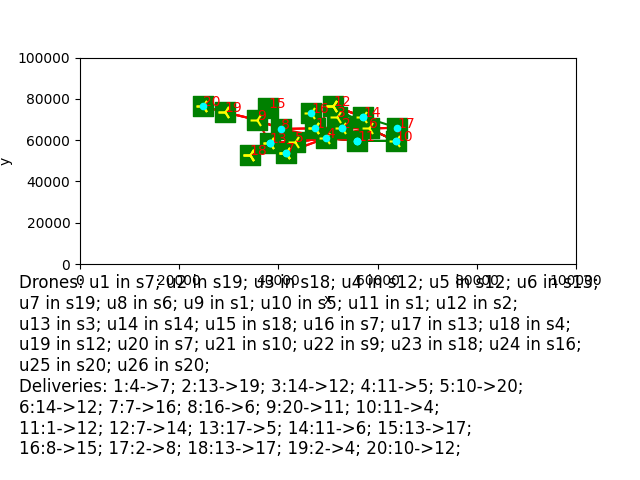 100000
80000
60000
40000
20000
0
y
0 20000 40000 60000 80000 100000
x
Drones: u1 in s7; u2 in s19; u3 in s18; u4 in s12; u5 in s12; u6 in s13;
u7 in s19; u8 in s6; u9 in s1; u10 in s5; u11 in s1; u12 in s2;
u13 in s3; u14 in s14; u15 in s18; u16 in s7; u17 in s13; u18 in s4;
u19 in s12; u20 in s7; u21 in s10; u22 in s9; u23 in s18; u24 in s16;
u25 in s20; u26 in s20;
Deliveries: 1:4->7; 2:13->19; 3:14->12; 4:11->5; 5:10->20;
6:14->12; 7:7->16; 8:16->6; 9:20->11; 10:11->4;
11:1->12; 12:7->14; 13:17->5; 14:11->6; 15:13->17;
16:8->15; 17:2->8; 18:13->17; 19:2->4; 20:10->12;